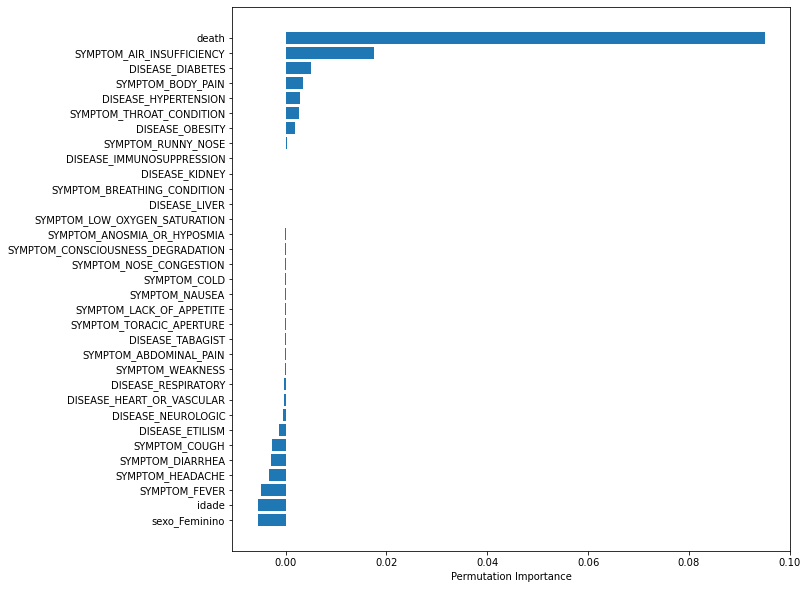 death
SYMPTOM_AIR_INSUFFICIENCY
DISEASE_DIABETES
SYMPTOM_BODY_PAIN
DISEASE_HYPERTENSION
SYMPTOM_THROAT_CONDITION
DISEASE_OBESITY
SYMPTOM_RUNNY_NOSE
DISEASE_IMMUNOSUPPRESSION
DISEASE_KIDNEY
SYMPTOM_BREATHING_CONDITION
DISEASE_LIVER
SYMPTOM_LOW_OXYGEN_SATURATION
SYMPTOM_ANOSMIA_OR_HYPOSMIA
SYMPTOM_CONSCIOUSNESS_DEGRADATION
SYMPTOM_NOSE_CONGESTION
SYMPTOM_COLD
SYMPTOM_NAUSEA
SYMPTOM_LACK_OF_APPETITE
SYMPTOM_TORACIC_APERTURE
DISEASE_TABAGIST
SYMPTOM_ABDOMINAL_PAIN
SYMPTOM_WEAKNESS
DISEASE_RESPIRATORY
DISEASE_HEART_OR_VASCULAR
DISEASE_NEUROLOGIC
DISEASE_ETILISM
SYMPTOM_COUGH
SYMPTOM_DIARRHEA
SYMPTOM_HEADACHE
SYMPTOM_FEVER
idade
sexo_Feminino
0.00 0.02 0.04 0.06 0.08 0.10
Permutation Importance